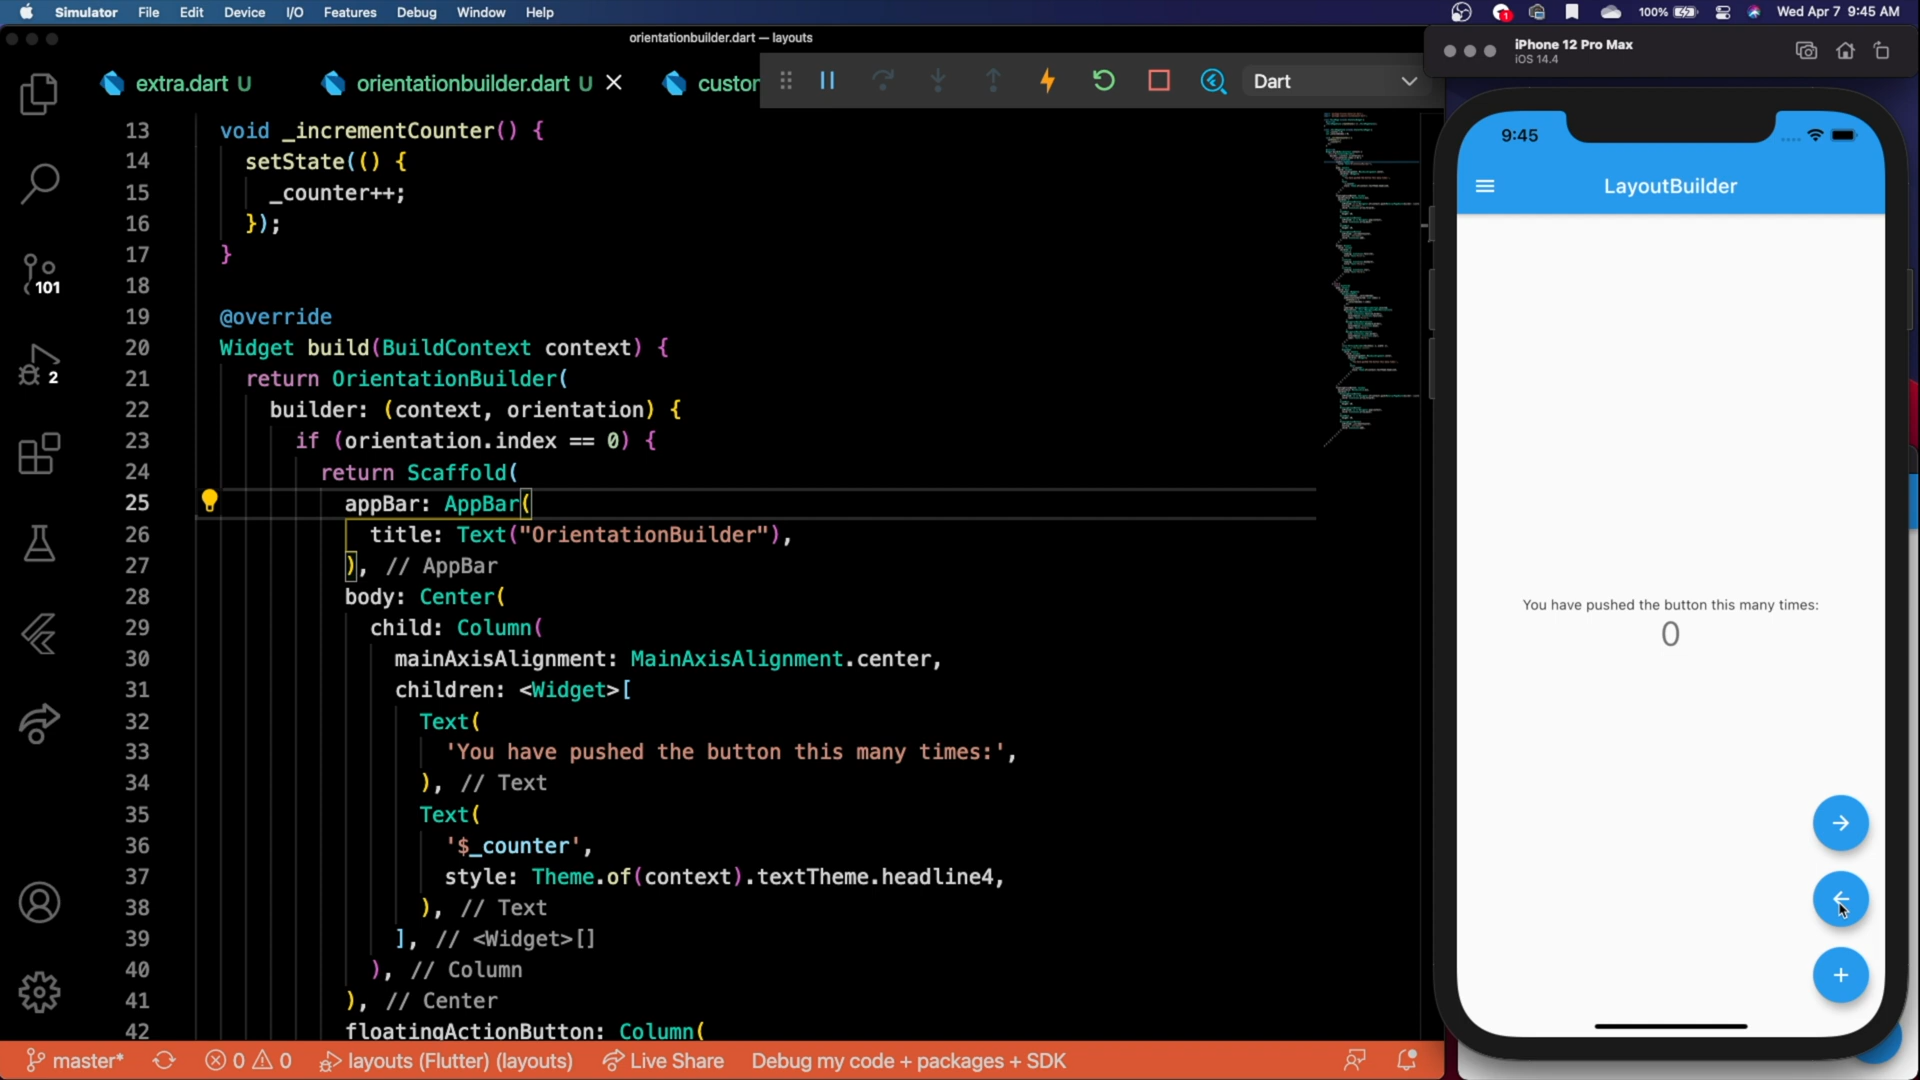 Simulator File Edit Device I/O Features Debug Window Help
1 100% Wed Apr 7 9:45 AM
orientationbuilder.dart — layouts
extra.dart U orientationbuilder.dart U custo Dart
iPhone 12 Pro Max
iOS 14.4
13 void _incrementCounter() {
14 setState(() {
15 _counter++;
16 });
17 }
18
19 @override
20 Widget build(BuildContext context) {
21 return OrientationBuilder(
22 builder: (context, orientation) {
23 if (orientation.index == 0) {
24 return Scaffold(
25 appBar: AppBar(
26 title: Text("OrientationBuilder"),
27 ), // AppBar
28 body: Center(
29 child: Column(
30 mainAxisAlignment: MainAxisAlignment.center,
31 children: <Widget>[
32 Text(
33 'You have pushed the button this many times:',
34 ), // Text
35 Text(
36 '$_counter',
37 style: Theme.of(context).textTheme.headline4,
38 ), // Text
39 ], // <Widget>[]
40 ), // Column
41 ), // Center
42 floatingActionButton: Column(
101
2
9:45
LayoutBuilder
You have pushed the button this many times:
0
master* 0 0 layouts (Flutter) (layouts) Live Share Debug my code + packages + SDK